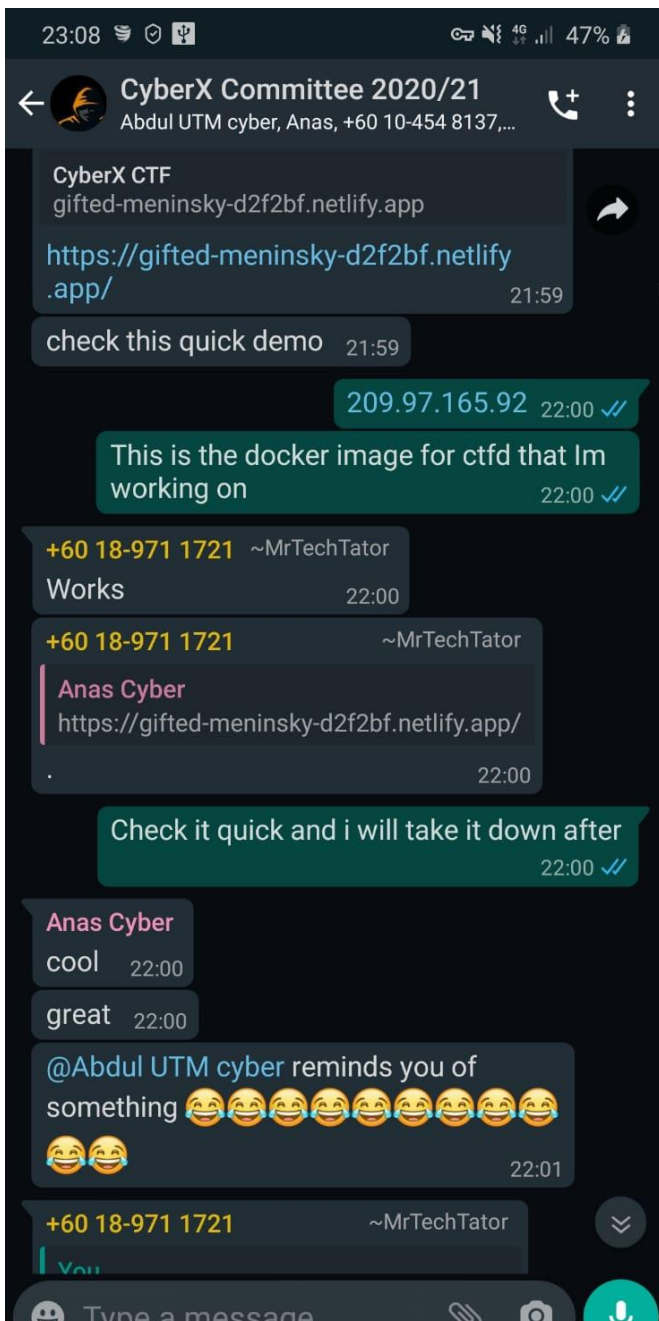 23:08
4G 47%
CyberX Committee 2020/21
Abdul UTM cyber, Anas, +60 10-454 8137,...
CyberX CTF
gifted-meninsky-d2f2bf.netlify.app
https://gifted-meninsky-d2f2bf.netlify
.app/
21:59
check this quick demo 21:59
209.97.165.92 22:00
This is the docker image for ctfd that Im
working on 22:00
+60 18-971 1721 ~MrTechTator
Works 22:00
+60 18-971 1721 ~MrTechTator
Anas Cyber
https://gifted-meninsky-d2f2bf.netlify.app/
. 22:00
Check it quick and i will take it down after
22:00
Anas Cyber
cool 22:00
great 22:00
@Abdul UTM cyber reminds you of
something 😂😂😂😂😂😂😂😂😂
😂😂 22:01
+60 18-971 1721 ~MrTechTator
You
Type a message